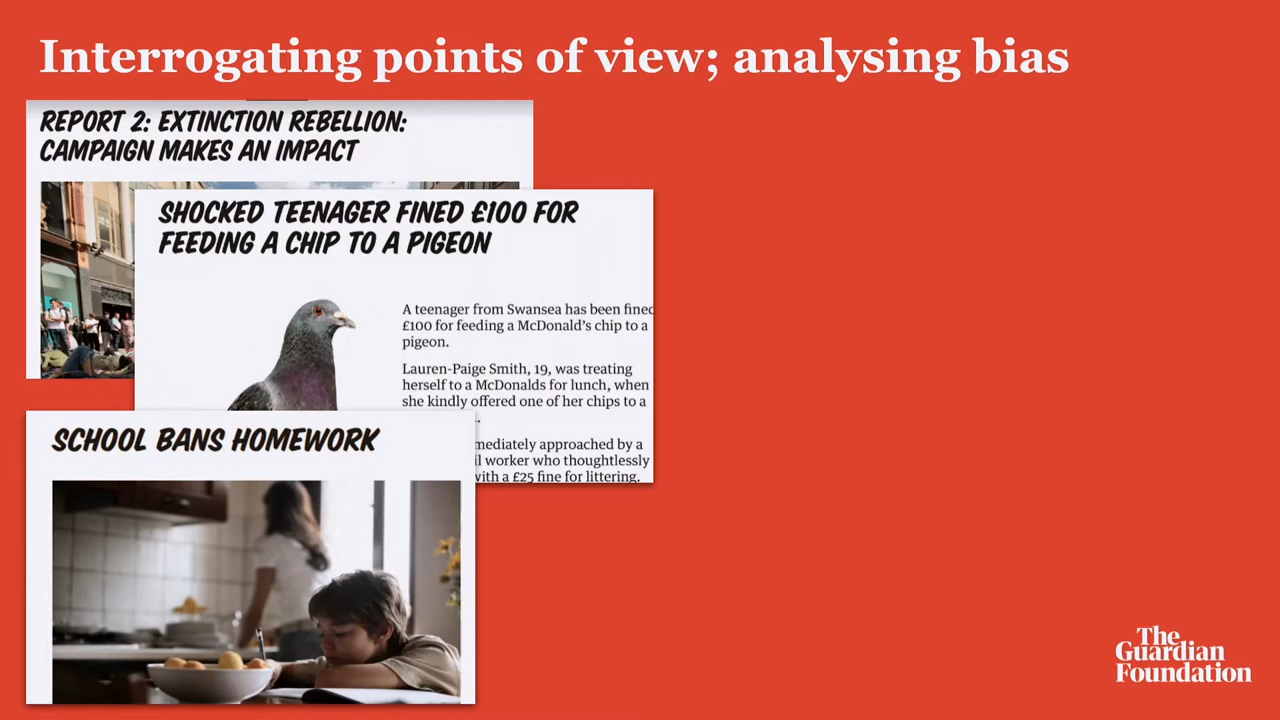 Interrogating points of view; analysing bias
REPORT 2: EXTINCTION REBELLION:
CAMPAIGN MAKES AN IMPACT
SHOCKED TEENAGER FINED £100 FOR
FEEDING A CHIP TO A PIGEON
A teenager from Swansea has been fined
£100 for feeding a McDonald's chip to a
pigeon.
Lauren-Paige Smith, 19, was treating
herself to a McDonalds for lunch, when
she kindly offered one of her chips to a
approached by a
worker who thoughtlessly
with a £25 fine for littering.
SCHOOL BANS HOMEWORK
The
Guardian
Foundation